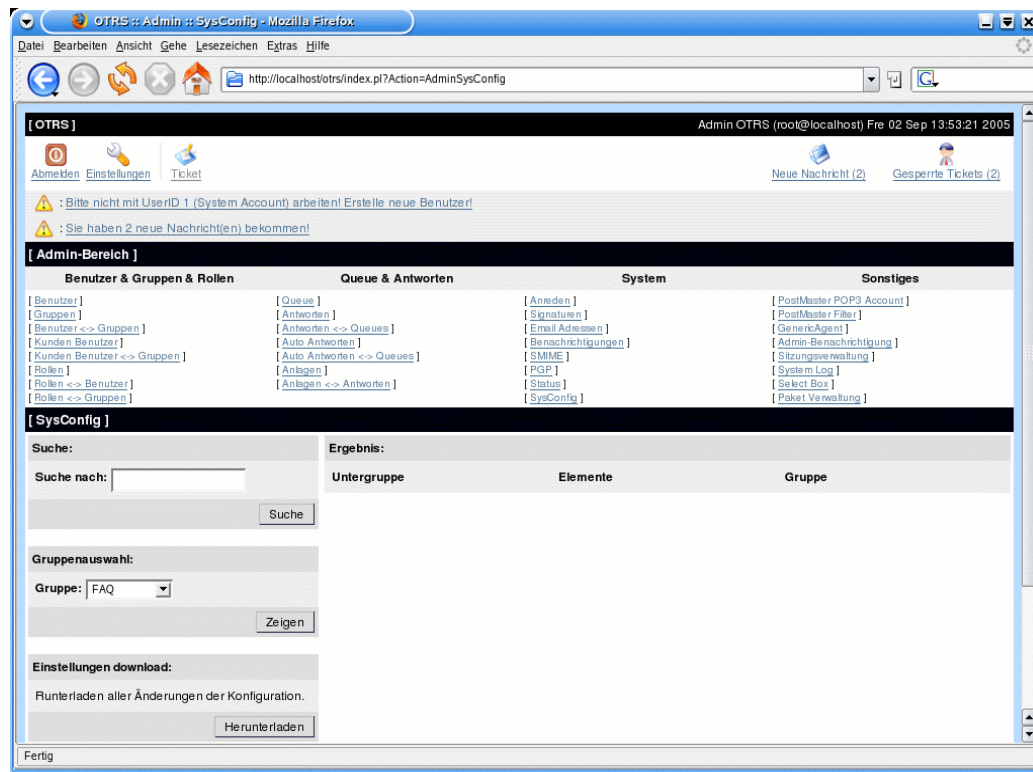 OTRS :: Admin :: SysConfig - Mozilla Firefox
Datei Bearbeiten Ansicht Gehe Lesezeichen Extras Hilfe
http://localhost/otrs/index.pl?Action=AdminSysConfig
G
[ OTRS ] Admin OTRS (root@localhost) Fre 02 Sep 13:53:21 2005
Abmelden Einstellungen Ticket Neue Nachricht (2) Gesperrte Tickets (2)
: Bitte nicht mit UserID 1 (System Account) arbeiten! Erstelle neue Benutzer!
: Sie haben 2 neue Nachricht(en) bekommen!
[ Admin-Bereich ]
Benutzer & Gruppen & Rollen Queue & Antworten System Sonstiges
[ Benutzer ] [ Queue ] [ Anreden ] [ PostMaster POP3 Account ]
[ Gruppen ] [ Antworten ] [ Signaturen ] [ PostMaster Filter ]
[ Benutzer <-> Gruppen ] [ Antworten <-> Queues ] [ Email Adressen ] [ GenericAgent ]
[ Kunden Benutzer ] [ Auto Antworten ] [ Benachrichtigungen ] [ Admin-Benachrichtigung ]
[ Kunden Benutzer <-> Gruppen ] [ Auto Antworten <-> Queues ] [ SMIME ] [ Sitzungsverwaltung ]
[ Rollen ] [ Anlagen ] [ PGP ] [ System Log ]
[ Rollen <-> Benutzer ] [ Anlagen <-> Antworten ] [ Status ] [ Select Box ]
[ Rollen <-> Gruppen ] [ SysConfig ] [ Paket Verwaltung ]
[ SysConfig ]
Suche: Ergebnis:
Suche nach: Untergruppe Elemente Gruppe
Suche
Gruppenauswahl:
Gruppe: FAQ
Zeigen
Einstellungen download:
Runterladen aller Änderungen der Konfiguration.
Herunterladen
Fertig